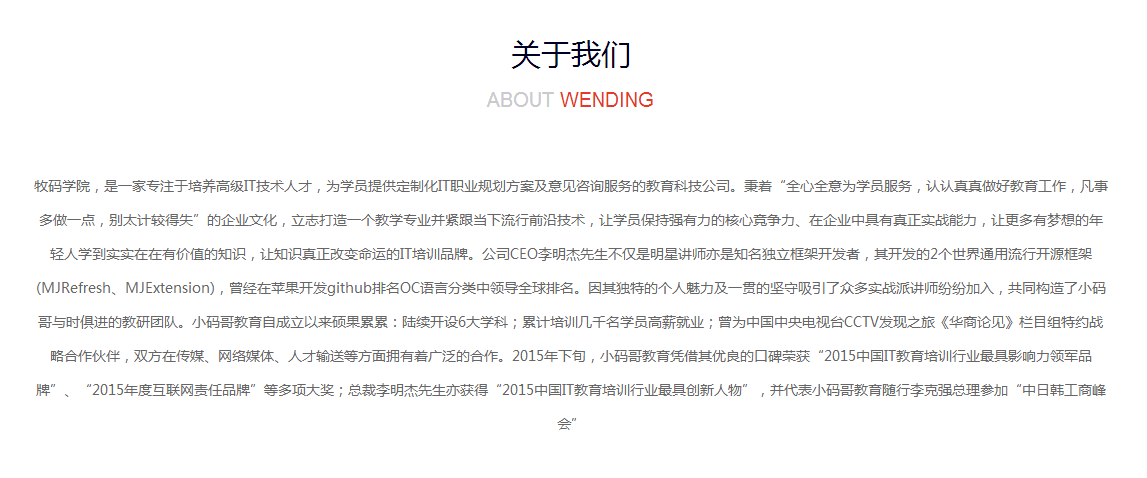 关于我们
ABOUT WENDING
牧码学院，是一家专注于培养高级IT技术人才，为学员提供定制化IT职业规划方案及意见咨询服务的教育科技公司。秉着“全心全意为学员服务，认认真真做好教育工作，凡事
多做一点，别太计较得失”的企业文化，立志打造一个教学专业并紧跟当下流行前沿技术，让学员保持强有力的核心竞争力、在企业中具有真正实战能力，让更多有梦想的年
轻人学到实实在在有价值的知识，让知识真正改变命运的IT培训品牌。公司CEO李明杰先生不仅是明星讲师亦是知名独立框架开发者，其开发的2个世界通用流行开源框架
(MJRefresh、MJExtension)，曾经在苹果开发github排名OC语言分类中领导全球排名。因其独特的个人魅力及一贯的坚守吸引了众多实战派讲师纷纷加入，共同构造了小码
哥与时俱进的教研团队。小码哥教育自成立以来硕果累累：陆续开设6大学科；累计培训几千名学员高薪就业；曾为中国中央电视台CCTV发现之旅《华商论见》栏目组特约战
略合作伙伴，双方在传媒、网络媒体、人才输送等方面拥有着广泛的合作。2015年下旬，小码哥教育凭借其优良的口碑荣获“2015中国IT教育培训行业最具影响力领军品
牌”、“2015年度互联网责任品牌”等多项大奖；总裁李明杰先生亦获得“2015中国IT教育培训行业最具创新人物”，并代表小码哥教育随行李克强总理参加“中日韩工商峰
会”